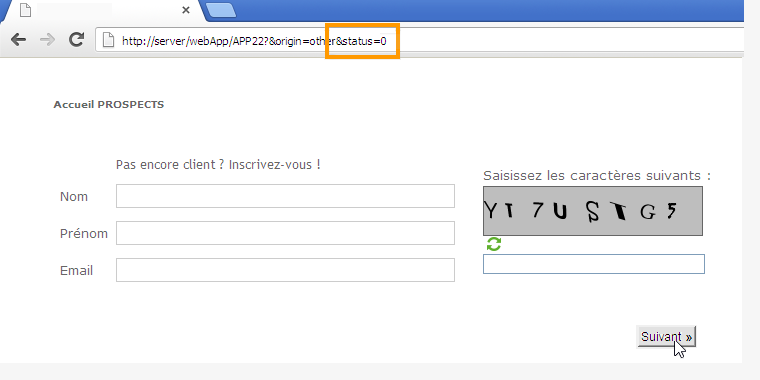 http://server/webApp/APP22?&origin=other&status=0
Accueil PROSPECTS
Pas encore client ? Inscrivez-vous !
Nom
Prénom
Email
Saisissez les caractères suivants :
YT7USTG5
Suivant »